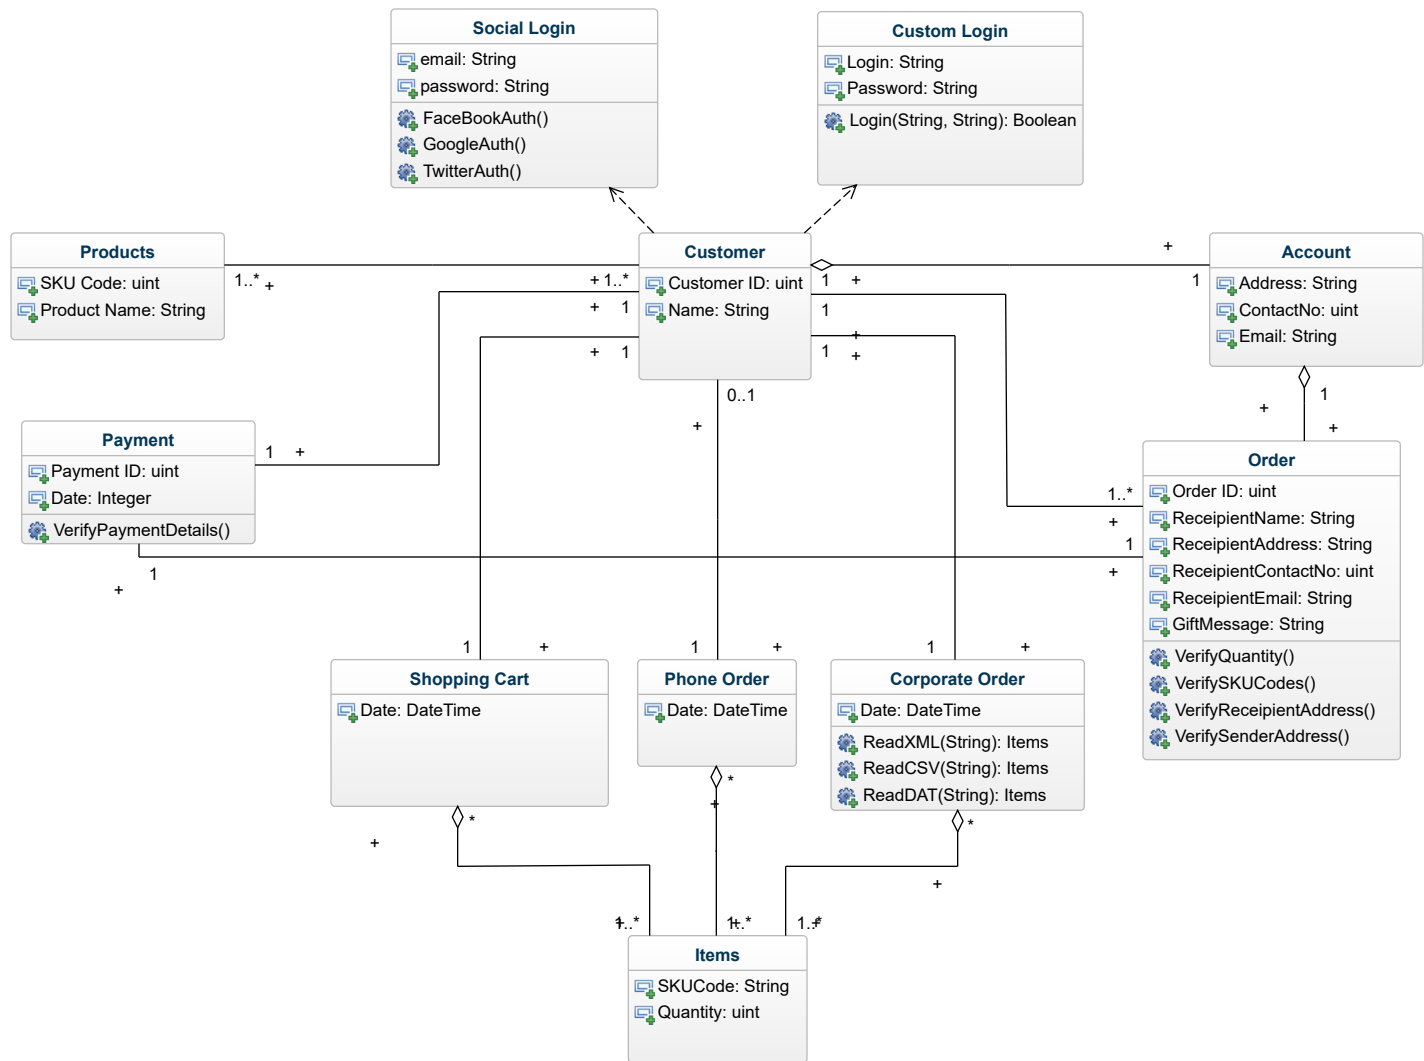 Social Login
email: String
password: String
FaceBookAuth()
GoogleAuth()
TwitterAuth()
Custom Login
Login: String
Password: String
Login(String, String): Boolean
Products
SKU Code: uint
Product Name: String
1..*
+
Customer
Customer ID: uint
Name: String
+ 1..*
+ 1
+ 1
1 +
1
+
1 +
0..1
+
Account
Address: String
ContactNo: uint
Email: String
+
1
1
+
+
Payment
Payment ID: uint
Date: Integer
VerifyPaymentDetails()
1 +
1
+
Order
Order ID: uint
ReceipientName: String
ReceipientAddress: String
ReceipientContactNo: uint
ReceipientEmail: String
GiftMessage: String
VerifyQuantity()
VerifySKUCodes()
VerifyReceipientAddress()
VerifySenderAddress()
1..*
+
1
+
1 +
Shopping Cart
Date: DateTime
*
+
1 +
Phone Order
Date: DateTime
*
+
1 +
Corporate Order
Date: DateTime
ReadXML(String): Items
ReadCSV(String): Items
ReadDAT(String): Items
*
+
1..*
+
1..*
+
1..*
+
Items
SKUCode: String
Quantity: uint